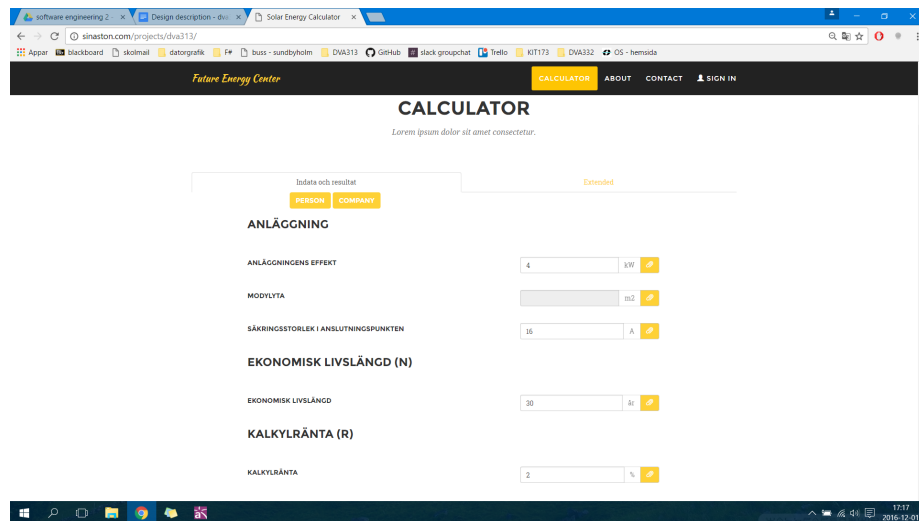 software engineering 2 -
Design description - dva
Solar Energy Calculator
sinaston.com/projects/dva313/
Appar
blackboard
skolmail
datorgrafik
F#
buss - sundbyholm
DVA313
GitHub
slack groupchat
Trello
KIT173
DVA332
OS - hemsida
Future Energy Center
CALCULATOR
ABOUT
CONTACT
SIGN IN
CALCULATOR
Lorem ipsum dolor sit amet consectetur.
Indata och resultat
Extended
PERSON
COMPANY
ANLÄGGNING
ANLÄGGNINGENS EFFEKT
4
kW
MODYLYTA
m2
SÄKRINGSSTORLEK I ANSLUTNINGSPUNKTEN
16
A
EKONOMISK LIVSLÄNGD (N)
EKONOMISK LIVSLÄNGD
30
år
KALKYLRÄNTA (R)
KALKYLRÄNTA
2
%
17:17
2016-12-01